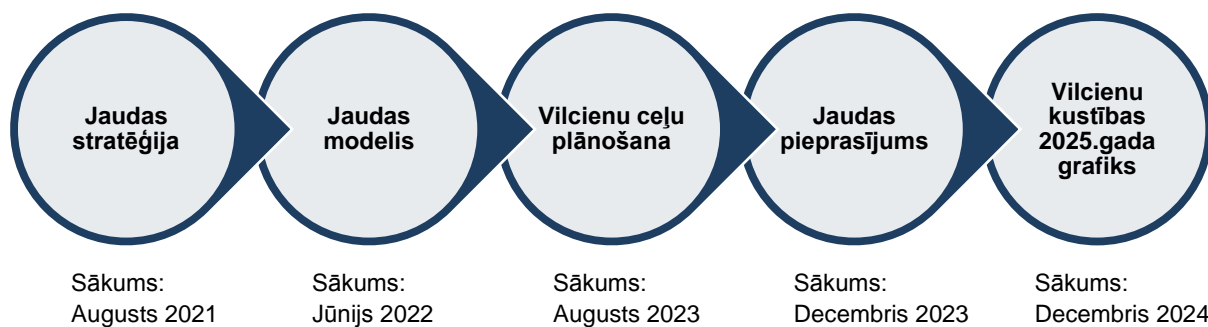 Jaudas
stratēģija
Jaudas
modelis
Vilcienu ceļu
plānošana
Jaudas
pieprasījums
Vilcienu
kustības
2025.gada
grafiks
Sākums:
Augusts 2021
Sākums:
Jūnijs 2022
Sākums:
Augusts 2023
Sākums:
Decembris 2023
Sākums:
Decembris 2024